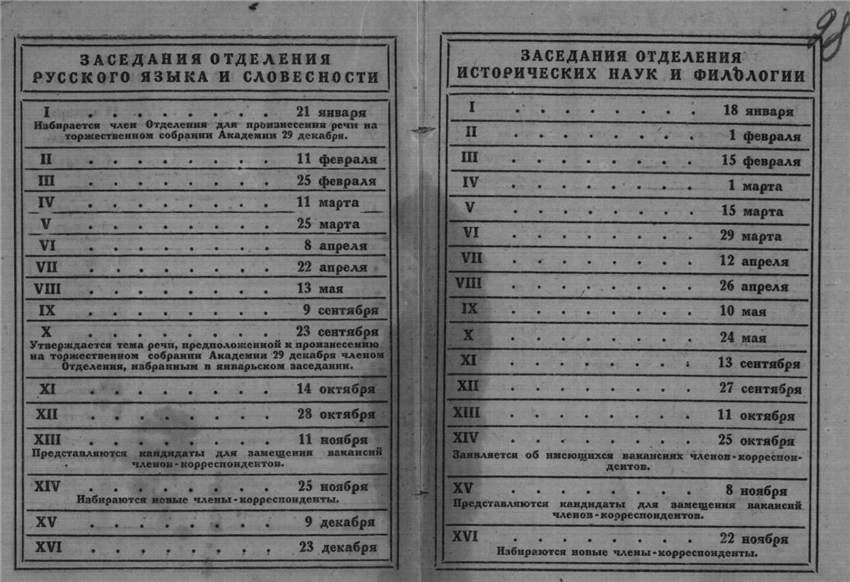 ЗАСЕДАНИЯ ОТДЕЛЕНИЯ
РУССКОГО ЯЗЫКА И СЛОВЕСНОСТИ
I . . . . . . . . 21 января
Избирается член Отделения для произнесения речи на
торжественном собрании Академии 29 декабря.
II . . . . . . . . 11 февраля
III . . . . . . . . 25 февраля
IV . . . . . . . . 11 марта
V . . . . . . . . 25 марта
VI . . . . . . . . 8 апреля
VII . . . . . . . . 22 апреля
VIII . . . . . . . . 13 мая
IX . . . . . . . . 9 сентября
X . . . . . . . . 23 сентября
Утверждается тема речи, предположенной к произнесению
на торжественном собрании Академии 29 декабря членом
Отделения, избранным в январьском заседании.
XI . . . . . . . . 14 октября
XII . . . . . . . . 28 октября
XIII . . . . . . . . 11 ноября
Представляются кандидаты для замещения вакансий
членов-корреспондентов.
XIV . . . . . . . . 25 ноября
Избираются новые члены-корреспонденты.
XV . . . . . . . . 9 декабря
XVI . . . . . . . . 23 декабря
28
ЗАСЕДАНИЯ ОТДЕЛЕНИЯ
ИСТОРИЧЕСКИХ НАУК И ФИЛОЛОГИИ
I . . . . . . . . 18 января
II . . . . . . . . 1 февраля
III . . . . . . . . 15 февраля
IV . . . . . . . . 1 марта
V . . . . . . . . 15 марта
VI . . . . . . . . 29 марта
VII . . . . . . . . 12 апреля
VIII . . . . . . . . 26 апреля
IX . . . . . . . . 10 мая
X . . . . . . . . 24 мая
XI . . . . . . . . 13 сентября
XII . . . . . . . . 27 сентября
XIII . . . . . . . . 11 октября
XIV . . . . . . . . 25 октября
Заявляется об имеющихся вакансиях членов-корреспон-
дентов.
XV . . . . . . . . 8 ноября
Представляются кандидаты для замещения вакансий
членов-корреспондентов.
XVI . . . . . . . . 22 ноября
Избираются новые члены-корреспонденты.